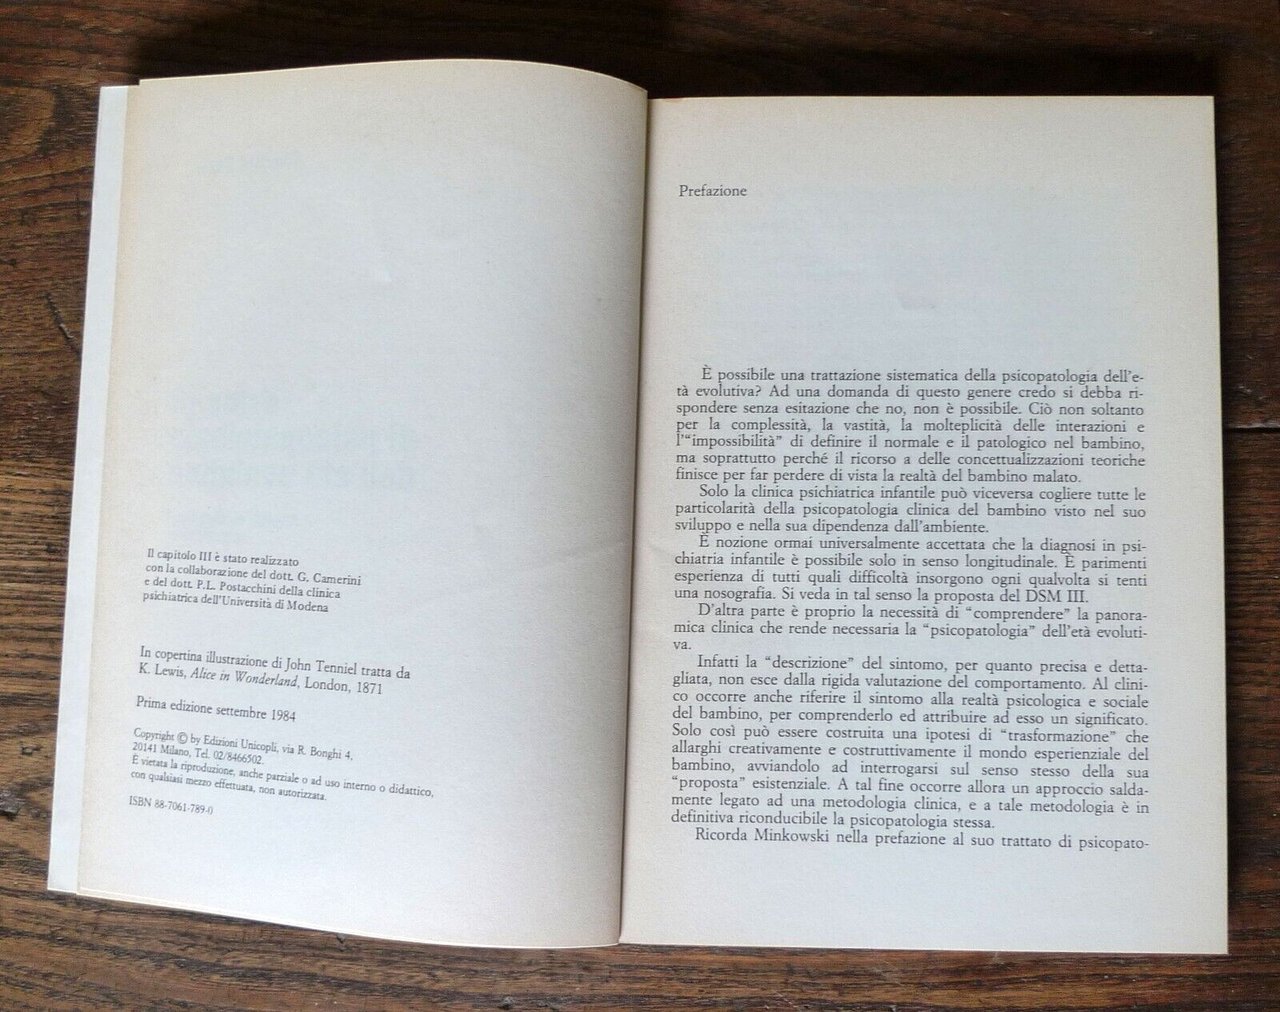 Il capitolo III è stato realizzato
con la collaborazione del dott. G. Camerini
e del dott. P.L. Postacchini della clinica
psichiatrica dell'Università di Modena
In copertina illustrazione di John Tenniel tratta da
K. Lewis, Alice in Wonderland, London, 1871
Prima edizione settembre 1984
Copyright © by Edizioni Unicopli, via R. Bonghi 4,
20141 Milano, Tel. 02/8466502.
È vietata la riproduzione, anche parziale o ad uso interno o didattico,
con qualsiasi mezzo effettuata, non autorizzata.
ISBN 88-7061-789-0
Prefazione
È possibile una trattazione sistematica della psicopatologia dell'e-
tà evolutiva? Ad una domanda di questo genere credo si debba ri-
spondere senza esitazione che no, non è possibile. Ciò non soltanto
per la complessità, la vastità, la molteplicità delle interazioni e
l'"impossibilità" di definire il normale e il patologico nel bambino,
ma soprattutto perché il ricorso a delle concettualizzazioni teoriche
finisce per far perdere di vista la realtà del bambino malato.
Solo la clinica psichiatrica infantile può viceversa cogliere tutte le
particolarità della psicopatologia clinica del bambino visto nel suo
sviluppo e nella sua dipendenza dall'ambiente.
È nozione ormai universalmente accettata che la diagnosi in psi-
chiatria infantile è possibile solo in senso longitudinale. È parimenti
esperienza di tutti quali difficoltà insorgono ogni qualvolta si tenti
una nosografia. Si veda in tal senso la proposta del DSM III.
D'altra parte è proprio la necessità di "comprendere" la panora-
mica clinica che rende necessaria la "psicopatologia" dell'età evoluti-
va.
Infatti la "descrizione" del sintomo, per quanto precisa e detta-
gliata, non esce dalla rigida valutazione del comportamento. Al clini-
co occorre anche riferire il sintomo alla realtà psicologica e sociale
del bambino, per comprenderlo ed attribuire ad esso un significato.
Solo così può essere costruita una ipotesi di "trasformazione" che
allarghi creativamente e costruttivamente il mondo esperienziale del
bambino, avviandolo ad interrogarsi sul senso stesso della sua
"proposta" esistenziale. A tal fine occorre allora un approccio salda-
mente legato ad una metodologia clinica, e a tale metodologia è in
definitiva riconducibile la psicopatologia stessa.
Ricorda Minkowski nella prefazione al suo trattato di psicopato-